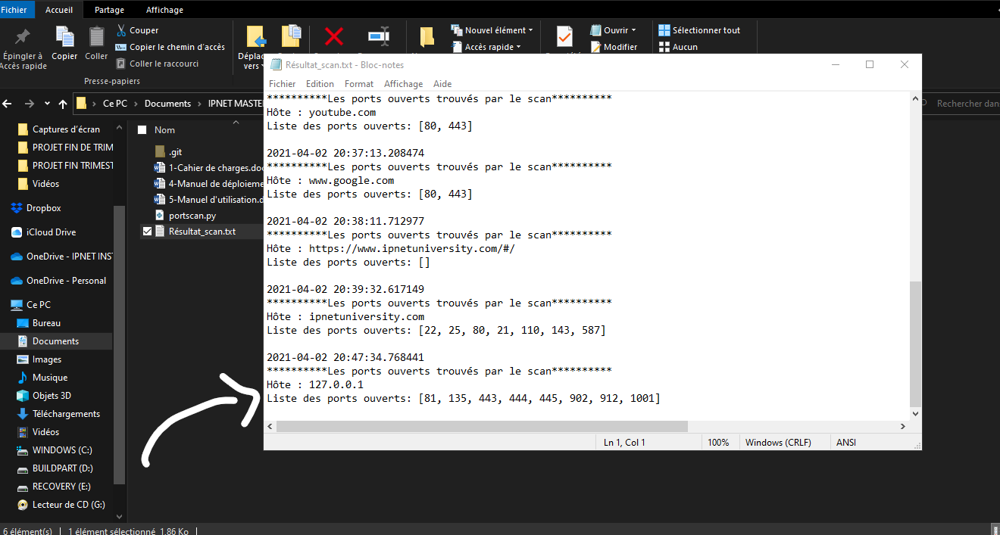 Fichier
Accueil
Partage
Affichage
Épingler à
Accès rapide
Copier
Coller
Couper
Copier le chemin d'accès
Coller le raccourci
Presse-papiers
Déplac
vers
Nouvel élément
Accès rapide
Ouvrir
Modifier
Sélectionner tout
Aucun
Ce PC
Documents
IPNET MASTE
Rechercher dans
Captures d'écran
PROJET FIN DE TRIM
PROJET FIN TRIMEST
Vidéos
Dropbox
iCloud Drive
OneDrive - IPNET INS
OneDrive - Personal
Ce PC
Bureau
Documents
Images
Musique
Objets 3D
Téléchargements
Vidéos
WINDOWS (C:)
BUILDPART (D:)
RECOVERY (E:)
Lecteur de CD (G:)
Nom
.git
1-Cahier de charges.doc
4-Manuel de déploieme
5-Manuel d'utilisation.d
portscan.py
Résultat_scan.txt
Résultat_scan.txt - Bloc-notes
Fichier Edition Format Affichage Aide
**********Les ports ouverts trouvés par le scan**********
Hôte : youtube.com
Liste des ports ouverts: [80, 443]
2021-04-02 20:37:13.208474
**********Les ports ouverts trouvés par le scan**********
Hôte : www.google.com
Liste des ports ouverts: [80, 443]
2021-04-02 20:38:11.712977
**********Les ports ouverts trouvés par le scan**********
Hôte : https://www.ipnetuniversity.com/#/
Liste des ports ouverts: []
2021-04-02 20:39:32.617149
**********Les ports ouverts trouvés par le scan**********
Hôte : ipnetuniversity.com
Liste des ports ouverts: [22, 25, 80, 21, 110, 143, 587]
2021-04-02 20:47:34.768441
**********Les ports ouverts trouvés par le scan**********
Hôte : 127.0.0.1
Liste des ports ouverts: [81, 135, 443, 444, 445, 902, 912, 1001]
Ln 1, Col 1
100%
Windows (CRLF)
ANSI
6 élément(s)
1 élément sélectionné 1,86 Ko